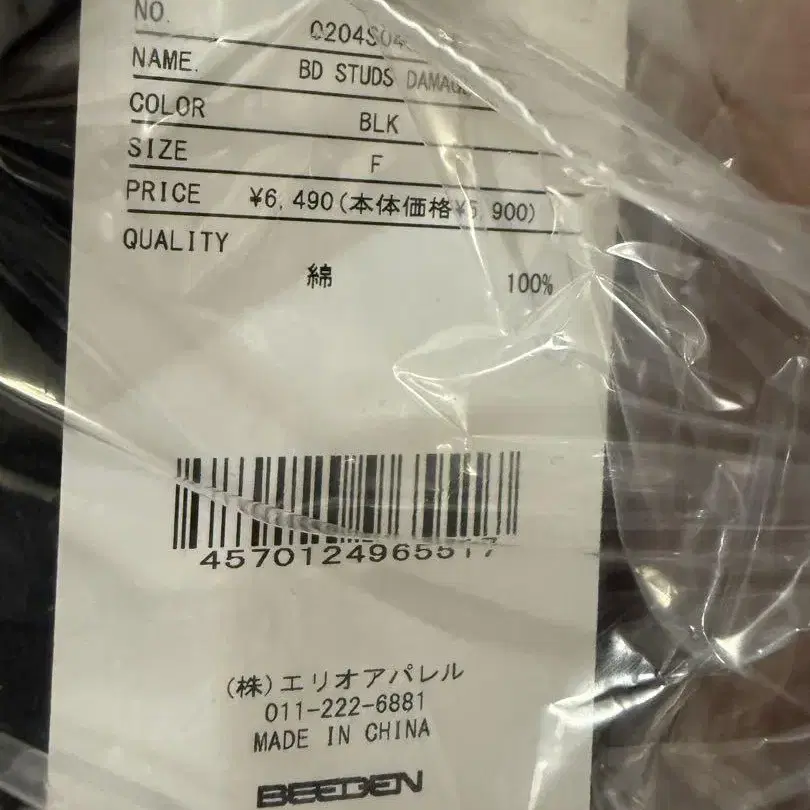 NO.
NAME. BD STUDS
COLOR BLK
SIZE F
PRICE ¥6,490(本体価格¥5,900)
QUALITY
綿 100%
4570124965517
(株)エリオアパレル
011-222-6881
MADE IN CHINA
BEEDEN